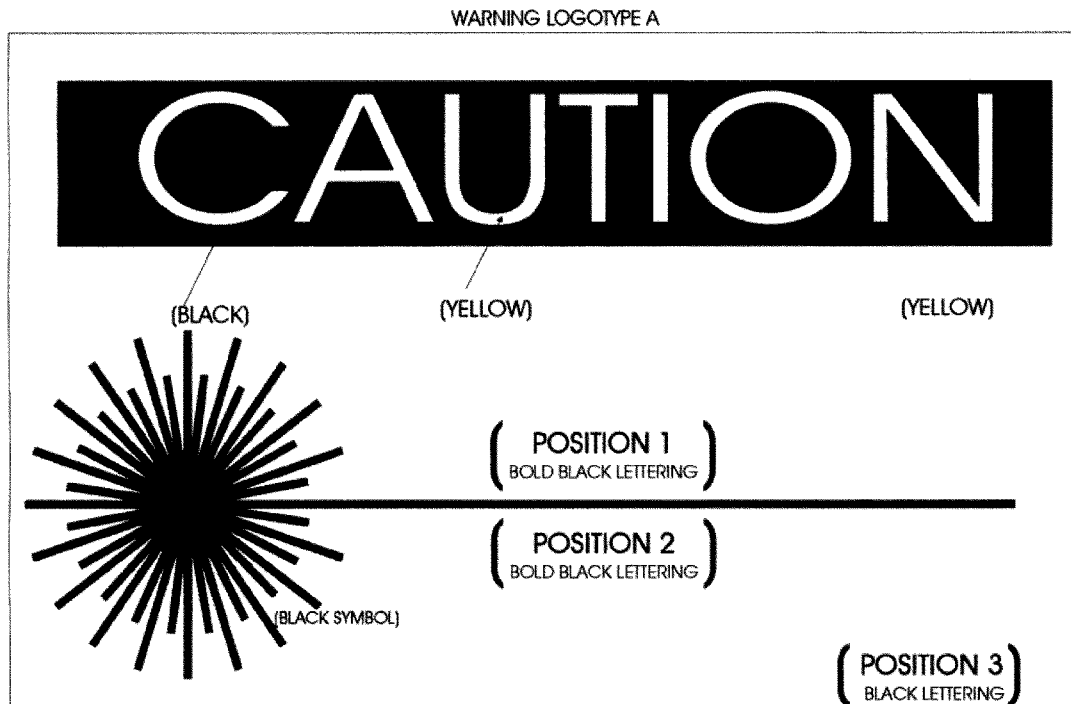 WARNING LOGOTYPE A
CAUTION
(BLACK)
(YELLOW)
(YELLOW)
POSITION 1
BOLD BLACK LETTERING
POSITION 2
BOLD BLACK LETTERING
(BLACK SYMBOL)
POSITION 3
BLACK LETTERING